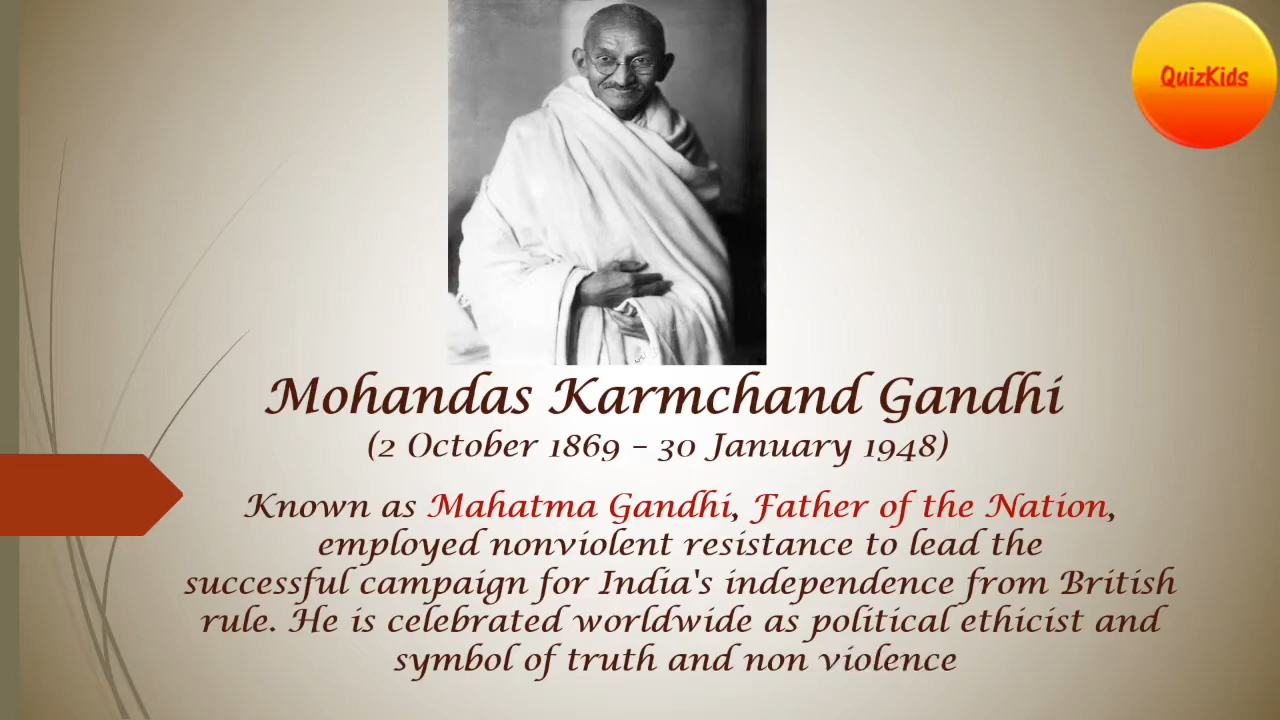 QuizKids
Mohandas Karmchand Gandhi
(2 October 1869 – 30 January 1948)
Known as Mahatma Gandhi, Father of the Nation,
employed nonviolent resistance to lead the
successful campaign for India's independence from British
rule. He is celebrated worldwide as political ethicist and
symbol of truth and non violence